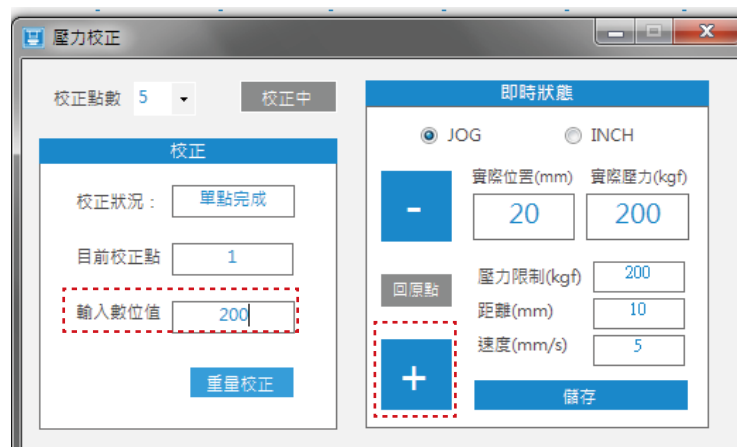 壓力校正
校正點數 5 校正中
校正
校正狀況： 單點完成
目前校正點 1
輸入數位值 200
重量校正
即時狀態
JOG INCH
實際位置(mm) 實際壓力(kgf)
- 20 200
回原點
壓力限制(kgf) 200
距離(mm) 10
速度(mm/s) 5
+
儲存